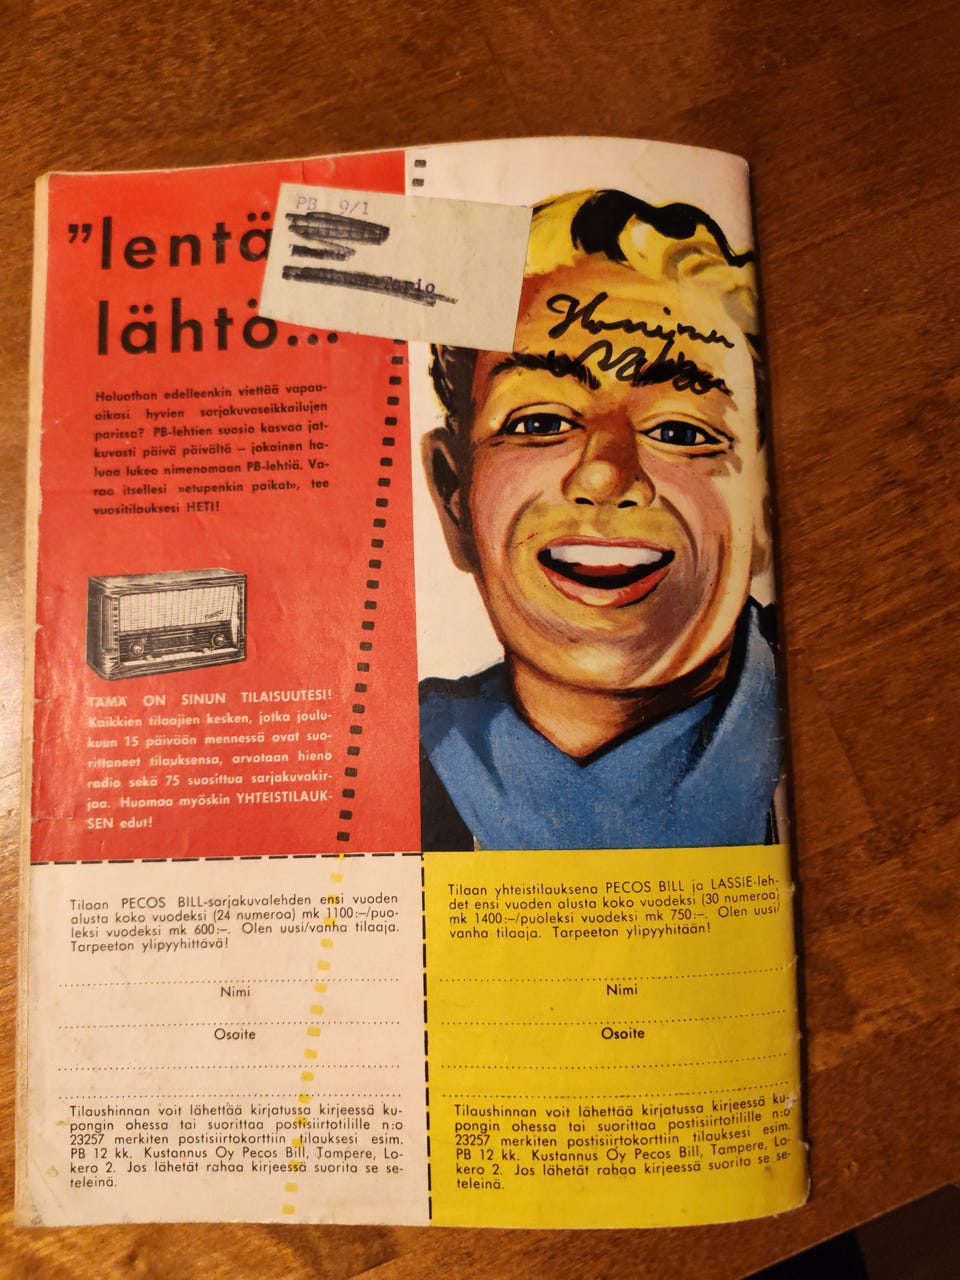 PB 9/1
"lentä
lähtö...
Haluathan edelleenkin viettää vapaa-
aikasi hyvien sarjakuvaseikkailujen
parissa? PB-lehtien suosio kasvaa jat-
kuvasti päivä päivältä – jokainen ha-
luaa lukea nimenomaan PB-lehtiä. Va-
raa itsellesi »etupenkin paikat», tee
vuositilauksesi HETI!
TÄMÄ ON SINUN TILAISUUTESI!
Kaikkien tilaajien kesken, jotka joulu-
kuun 15 päivään mennessä ovat suo-
rittaneet tilauksensa, arvotaan hieno
radio sekä 75 suosittua sarjakuvakir-
jaa. Huomaa myöskin YHTEISTILAUK-
SEN edut!
Tilaan PECOS BILL-sarjakuvalehden ensi vuoden
alusta koko vuodeksi (24 numeroa) mk 1100:–/puo-
leksi vuodeksi mk 600:–. Olen uusi/vanha tilaaja.
Tarpeeton ylipyyhittävä!
Nimi
Osoite
Tilaushinnan voit lähettää kirjatussa kirjeessä ku-
pongin ohessa tai suorittaa postisiirtotilille n:o
23257 merkiten postisiirtokorttiin tilauksesi esim.
PB 12 kk. Kustannus Oy Pecos Bill, Tampere, Lo-
kero 2. Jos lähetät rahaa kirjeessä suorita se se-
teleinä.
Tilaan yhteistilauksena PECOS BILL ja LASSIE-leh-
det ensi vuoden alusta koko vuodeksi (30 numeroa)
mk 1400:–/puoleksi vuodeksi mk 750:–. Olen uusi/
vanha tilaaja. Tarpeeton ylipyyhitään!
Nimi
Osoite
Tilaushinnan voit lähettää kirjatussa kirjeessä ku-
pongin ohessa tai suorittaa postisiirtotilille n:o
23257 merkiten postisiirtokorttiin tilauksesi esim.
PB 12 kk. Kustannus Oy Pecos Bill, Tampere, Lo-
kero 2. Jos lähetät rahaa kirjeessä suorita se se-
teleinä.